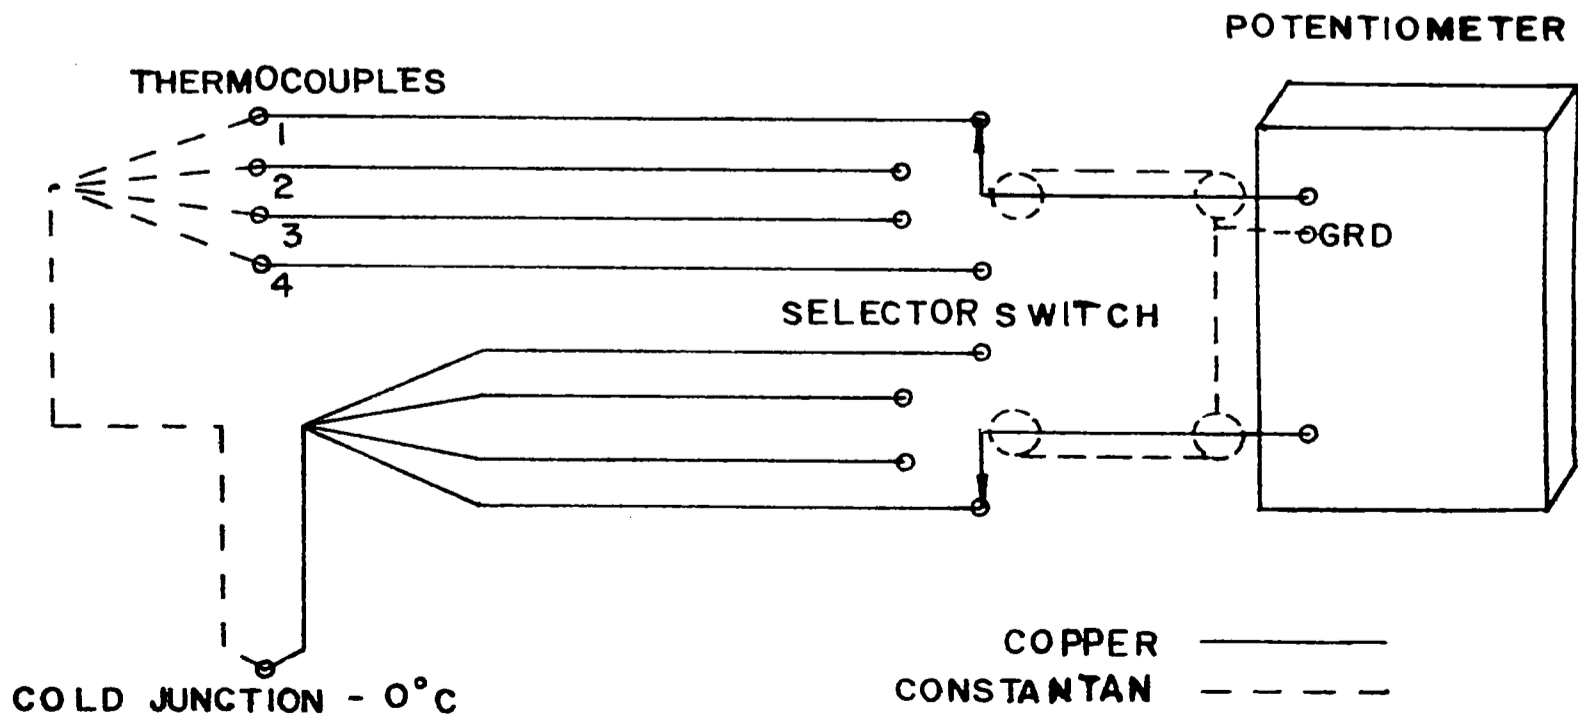 POTENTIOMETER
THERMOCOUPLES
1
2
3
4
GRD
SELECTOR SWITCH
COPPER
CONSTANTAN
COLD JUNCTION - 0°C